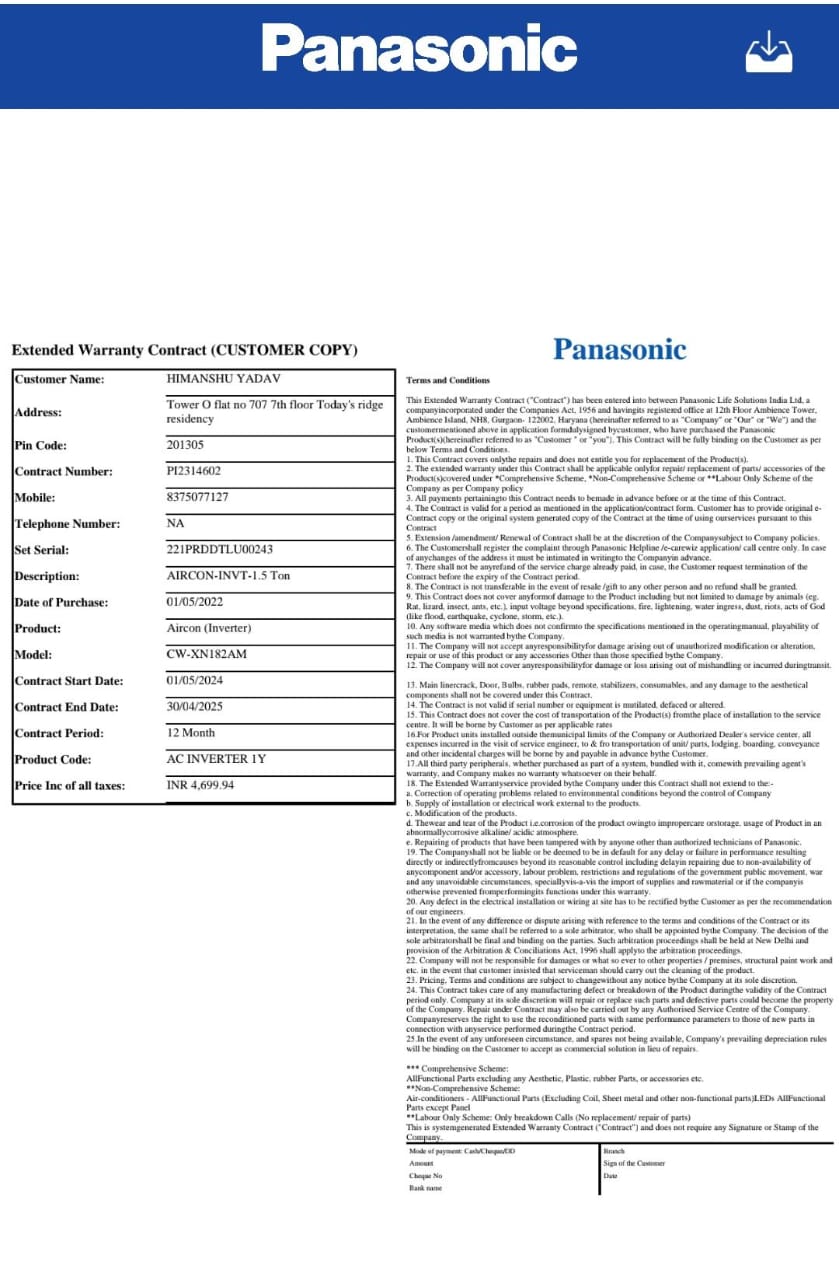 Panasonic
Extended Warranty Contract (CUSTOMER COPY)
Customer Name: HIMANSHU YADAV
Address: Tower O flat no 707 7th floor Today's ridge
residency
Pin Code: 201305
Contract Number: PI2314602
Mobile: 8375077127
Telephone Number: NA
Set Serial: 221PRDDTLU00243
Description: AIRCON-INVT-1.5 Ton
Date of Purchase: 01/05/2022
Product: Aircon (Inverter)
Model: CW-XN182AM
Contract Start Date: 01/05/2024
Contract End Date: 30/04/2025
Contract Period: 12 Month
Product Code: AC INVERTER 1Y
Price Inc of all taxes: INR 4,699.94
Panasonic
Terms and Conditions
This Extended Warranty Contract ("Contract") has been entered into between Panasonic Life Solutions India Ltd, a
companyincorporated under the Companies Act, 1956 and havingits registered office at 12th Floor Ambience Tower,
Ambience Island, NH8, Gurgaon- 122002, Haryana (hereinafter referred to as "Company" or "Our" or "We") and the
customermentioned above in application formdulysigned bycustomer, who have purchased the Panasonic
Product(s)(hereinafter referred to as "Customer " or "you"). This Contract will be fully binding on the Customer as per
below Terms and Conditions.
1. This Contract covers onlythe repairs and does not entitle you for replacement of the Product(s).
2. The extended warranty under this Contract shall be applicable onlyfor repair/ replacement of parts/ accessories of the
Product(s)covered under *Comprehensive Scheme, *Non-Comprehensive Scheme or **Labour Only Scheme of the
Company as per Company policy
3. All payments pertainingto this Contract needs to bemade in advance before or at the time of this Contract.
4. The Contract is valid for a period as mentioned in the application/contract form. Customer has to provide original e-
Contract copy or the original system generated copy of the Contract at the time of using ourservices pursuant to this
Contract
5. Extension /amendment/ Renewal of Contract shall be at the discretion of the Companysubject to Company policies.
6. The Customershall register the complaint through Panasonic Helpline /e-carewiz application/ call centre only. In case
of anychanges of the address it must be intimated in writingto the Companyin advance.
7. There shall not be anyrefund of the service charge already paid, in case, the Customer request termination of the
Contract before the expiry of the Contract period.
8. The Contract is not transferable in the event of resale /gift to any other person and no refund shall be granted.
9. This Contract does not cover anyformof damage to the Product including but not limited to damage by animals (eg.
Rat, lizard, insect, ants, etc.), input voltage beyond specifications, fire, lightening, water ingress, dust, riots, acts of God
(like flood, earthquake, cyclone, storm, etc.).
10. Any software media which does not confirmto the specifications mentioned in the operatingmanual, playability of
such media is not warranted bythe Company.
11. The Company will not accept anyresponsibilityfor damage arising out of unauthorized modification or alteration,
repair or use of this product or any accessories Other than those specified bythe Company.
12. The Company will not cover anyresponsibilityfor damage or loss arising out of mishandling or incurred duringtransit.
13. Main linercrack, Door, Bulbs, rubber pads, remote, stabilizers, consumables, and any damage to the aesthetical
components shall not be covered under this Contract.
14. The Contract is not valid if serial number or equipment is mutilated, defaced or altered.
15. This Contract does not cover the cost of transportation of the Product(s) fromthe place of installation to the service
centre. It will be borne by Customer as per applicable rates
16.For Product units installed outside themunicipal limits of the Company or Authorized Dealer's service center, all
expenses incurred in the visit of service engineer, to & fro transportation of unit/ parts, lodging, boarding, conveyance
and other incidental charges will be borne by and payable in advance bythe Customer.
17.All third party peripherals, whether purchased as part of a system, bundled with it, comewith prevailing agent's
warranty, and Company makes no warranty whatsoever on their behalf.
18. The Extended Warrantyservice provided bythe Company under this Contract shall not extend to the:-
a. Correction of operating problems related to environmental conditions beyond the control of Company
b. Supply of installation or electrical work external to the products.
c. Modification of the products.
d. Thewear and tear of the Product i.e.corrosion of the product owingto impropercare orstorage, usage of Product in an
abnormallycorrosive alkaline/ acidic atmosphere.
e. Repairing of products that have been tampered with by anyone other than authorized technicians of Panasonic.
19. The Companyshall not be liable or be deemed to be in default for any delay or failure in performance resulting
directly or indirectlyfromcauses beyond its reasonable control including delayin repairing due to non-availability of
anycomponent and/or accessory, labour problem, restrictions and regulations of the government public movement, war
and any unavoidable circumstances, speciallyvis-a-vis the import of supplies and rawmaterial or if the companyis
otherwise prevented fromperformingits functions under this warranty.
20. Any defect in the electrical installation or wiring at site has to be rectified bythe Customer as per the recommendation
of our engineers.
21. In the event of any difference or dispute arising with reference to the terms and conditions of the Contract or its
interpretation, the same shall be referred to a sole arbitrator, who shall be appointed bythe Company. The decision of the
sole arbitratorshall be final and binding on the parties. Such arbitration proceedings shall be held at New Delhi and
provision of the Arbitration & Conciliations Act, 1996 shall applyto the arbitration proceedings.
22. Company will not be responsible for damages or what so ever to other properties / premises, structural paint work and
etc. in the event that customer insisted that serviceman should carry out the cleaning of the product.
23. Pricing, Terms and conditions are subject to changewithout any notice bythe Company at its sole discretion.
24. This Contract takes care of any manufacturing defect or breakdown of the Product duringthe validity of the Contract
period only. Company at its sole discretion will repair or replace such parts and defective parts could become the property
of the Company. Repair under Contract may also be carried out by any Authorised Service Centre of the Company.
Companyreserves the right to use the reconditioned parts with same performance parameters to those of new parts in
connection with anyservice performed duringthe Contract period.
25.In the event of any unforeseen circumstance, and spares not being available, Company's prevailing depreciation rules
will be binding on the Customer to accept as commercial solution in lieu of repairs.
*** Comprehensive Scheme:
AllFunctional Parts excluding any Aesthetic, Plastic, rubber Parts, or accessories etc.
**Non-Comprehensive Scheme:
Air-conditioners - AllFunctional Parts (Excluding Coil, Sheet metal and other non-functional parts)LEDs AllFunctional
Parts except Panel
**Labour Only Scheme: Only breakdown Calls (No replacement/ repair of parts)
This is systemgenerated Extended Warranty Contract ("Contract") and does not require any Signature or Stamp of the
Company.
Mode of payment: Cash/Cheque/DD
Amount
Cheque No
Bank name
Branch
Sign of the Customer
Date